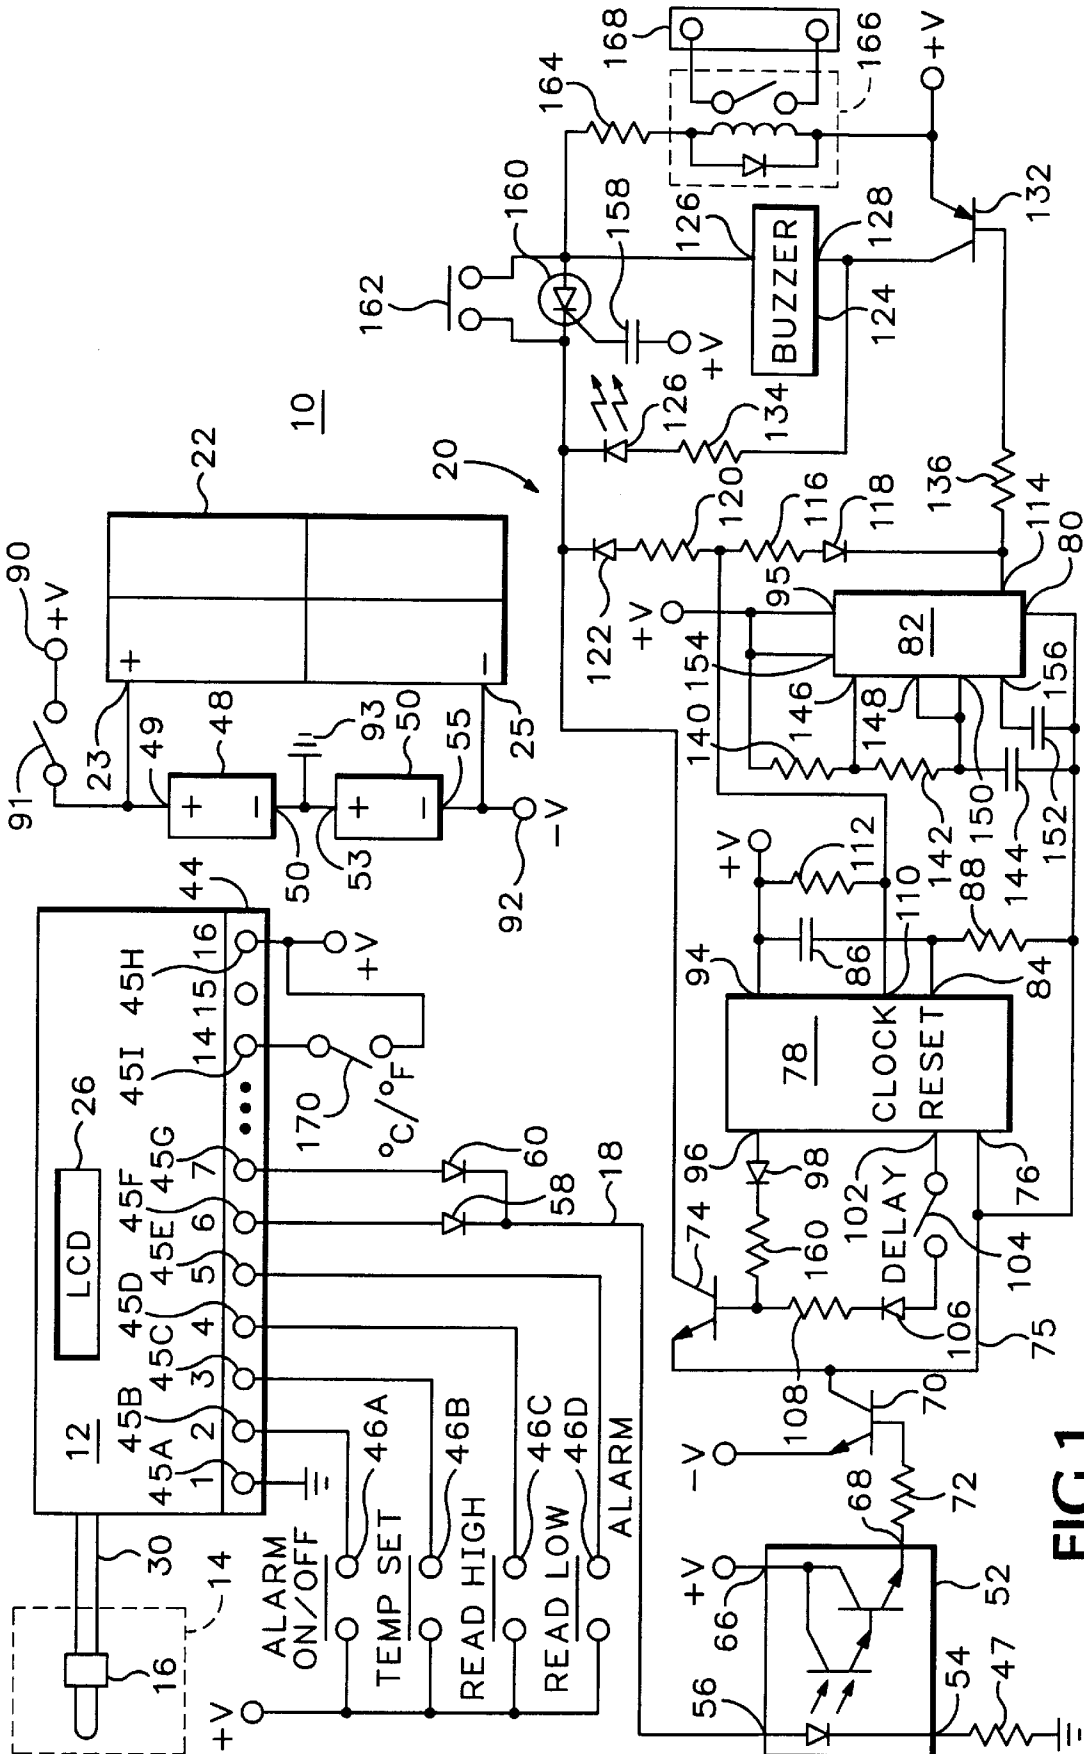 12
LCD
26
45A
45B
45C
45D
45E
45F
45G
45I
45H
44
1
2
3
4
5
6
7
14
15
16
30
14
16
ALARM
ON/OFF
46A
TEMP SET
46B
READ HIGH
46C
READ LOW
46D
ALARM
+V
170
°C/°F
+V
60
58
18
91
90
+V
23
49
+
48
−
50
93
53
+
50
−
55
92
−V
+
−
25
22
10
20
56
54
47
52
66
+V
68
72
−V
70
74
75
96
98
160
108
106
DELAY
102
104
76
78
CLOCK
RESET
94
+V
86
112
110
84
88
122
120
116
118
+V
140
154
95
146
82
148
142
150
144
152
156
80
114
136
162
160
158
+V
126
134
126
BUZZER
124
128
164
168
166
+V
132
FIG.1